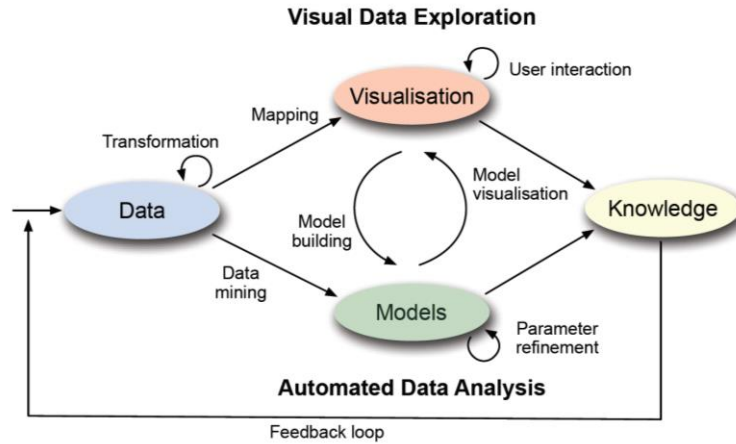 Visual Data Exploration
User interaction
Visualisation
Mapping
Transformation
Model
visualisation
Data
Knowledge
Model
building
Data
mining
Models
Parameter
refinement
Automated Data Analysis
Feedback loop